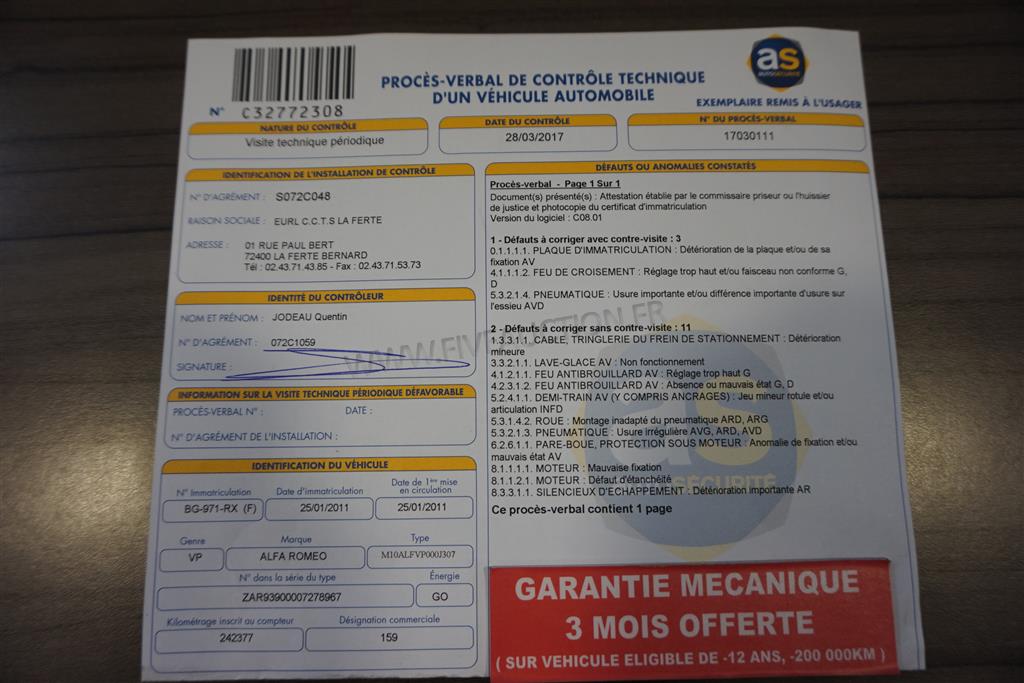 PROCÈS-VERBAL DE CONTRÔLE TECHNIQUE
D'UN VÉHICULE AUTOMOBILE
as
AUTOSÉCURITÉ
N° C32772308
EXEMPLAIRE REMIS À L'USAGER
NATURE DU CONTRÔLE
Visite technique périodique
DATE DU CONTRÔLE
28/03/2017
N° DU PROCÈS-VERBAL
17030111
IDENTIFICATION DE L'INSTALLATION DE CONTRÔLE
N° D'AGRÉMENT : S072C048
RAISON SOCIALE : EURL C.C.T.S LA FERTE
ADRESSE : 01 RUE PAUL BERT
72400 LA FERTE BERNARD
Tél : 02.43.71.43.85 - Fax : 02.43.71.53.73
IDENTITÉ DU CONTRÔLEUR
NOM ET PRÉNOM : JODEAU Quentin
N° D'AGRÉMENT : 072C1059
SIGNATURE :
INFORMATION SUR LA VISITE TECHNIQUE PÉRIODIQUE DÉFAVORABLE
PROCÈS-VERBAL N° : DATE :
N° D'AGRÉMENT DE L'INSTALLATION :
IDENTIFICATION DU VÉHICULE
N° Immatriculation
BG-971-RX (F)
Date d'immatriculation
25/01/2011
Date de 1ère mise
en circulation
25/01/2011
Genre
VP
Marque
ALFA ROMEO
Type
M10ALFVP000J307
N° dans la série du type
ZAR93900007278967
Énergie
GO
Kilométrage inscrit au compteur
242377
Désignation commerciale
159
DÉFAUTS OU ANOMALIES CONSTATÉS
Procès-verbal - Page 1 Sur 1
Document(s) présenté(s) : Attestation établie par le commissaire priseur ou l'huissier
de justice et photocopie du certificat d'immatriculation
Version du logiciel : C08.01
1 - Défauts à corriger avec contre-visite : 3
0.1.1.1.1. PLAQUE D'IMMATRICULATION : Détérioration de la plaque et/ou de sa
fixation AV
4.1.1.1.2. FEU DE CROISEMENT : Réglage trop haut et/ou faisceau non conforme G,
D
5.3.2.1.4. PNEUMATIQUE : Usure importante et/ou différence importante d'usure sur
l'essieu AVD
2 - Défauts à corriger sans contre-visite : 11
1.3.3.1.1. CABLE, TRINGLERIE DU FREIN DE STATIONNEMENT : Détérioration
mineure
3.3.2.1.1. LAVE-GLACE AV : Non fonctionnement
4.1.2.1.1. FEU ANTIBROUILLARD AV : Réglage trop haut G
4.2.3.1.2. FEU ANTIBROUILLARD AV : Absence ou mauvais état G, D
5.2.4.1.1. DEMI-TRAIN AV (Y COMPRIS ANCRAGES) : Jeu mineur rotule et/ou
articulation INFD
5.3.1.4.2. ROUE : Montage inadapté du pneumatique ARD, ARG
5.3.2.1.3. PNEUMATIQUE : Usure irrégulière AVG, ARD, AVD
6.2.6.1.1. PARE-BOUE, PROTECTION SOUS MOTEUR : Anomalie de fixation et/ou
mauvais état AV
8.1.1.1.1. MOTEUR : Mauvaise fixation
8.1.1.2.1. MOTEUR : Défaut d'étanchéité
8.3.3.1.1. SILENCIEUX D'ECHAPPEMENT : Détérioration importante AR
Ce procès-verbal contient 1 page
GARANTIE MECANIQUE
3 MOIS OFFERTE
( SUR VEHICULE ELIGIBLE DE -12 ANS, -200 000KM )